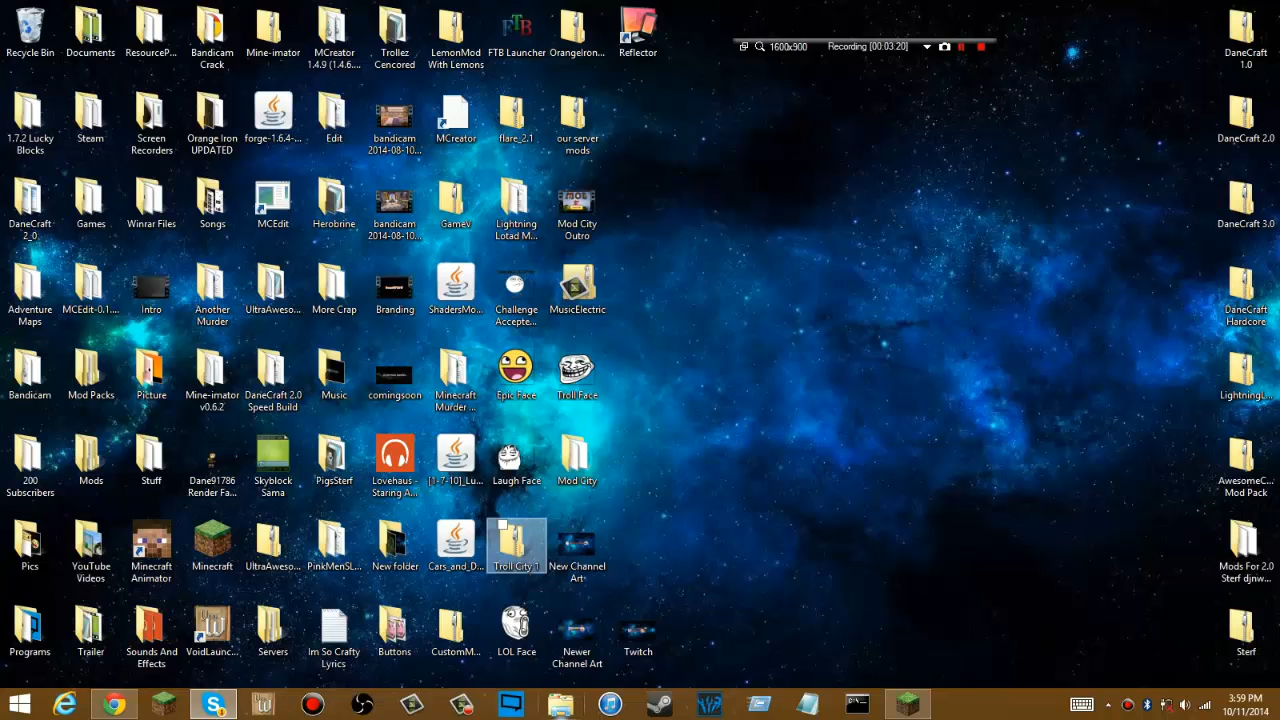 Recycle Bin
Documents
ResourceP...
Bandicam
Crack
Mine-imator
MCreator
1.4.9 (1.4.6....
Trollez
Cencored
LemonMod
With Lemons
FTB
FTB Launcher
OrangeIron...
Reflector
1600x900
Recording [00:03:20]
DaneCraft
1.0
1.7.2 Lucky
Blocks
Steam
Screen
Recorders
Orange Iron
UPDATED
forge-1.6.4-...
Edit
bandicam
2014-08-10...
MCreator
flare_2.1
our server
mods
DaneCraft 2.0
DaneCraft
2_0
Games
Winrar Files
Songs
MCEdit
Herobrine
bandicam
2014-08-10...
GameV
Lightning
Lotad M...
Mod City
Outro
DaneCraft 3.0
Adventure
Maps
MCEdit-0.1....
Intro
Another
Murder
UltraAweso...
More Crap
Branding
ShadersMo...
Challenge
Accepte...
MusicElectric
DaneCraft
Hardcore
Bandicam
Mod Packs
Picture
Mine-imator
v0.6.2
DaneCraft 2.0
Speed Build
Music
comingsoon
Minecraft
Murder ...
Epic Face
Troll Face
LightningL...
200
Subscribers
Mods
Stuff
Dane91786
Render Fa...
Skyblock
Sama
PigsSterf
Lovehaus -
Staring A...
[1-7-10]_Lu...
Laugh Face
Mod City
AwesomeC...
Mod Pack
Pics
YouTube
Videos
Minecraft
Animator
Minecraft
UltraAweso...
PinkMenSL...
New folder
Cars_and_D...
Troll City 1
New Channel
Art
Mods For 2.0
Sterf djnw...
Programs
Trailer
Sounds And
Effects
VoidLaunc...
Servers
Im So Crafty
Lyrics
Buttons
CustomM...
LOL Face
Newer
Channel Art
Twitch
Sterf
3:59 PM
10/11/2014